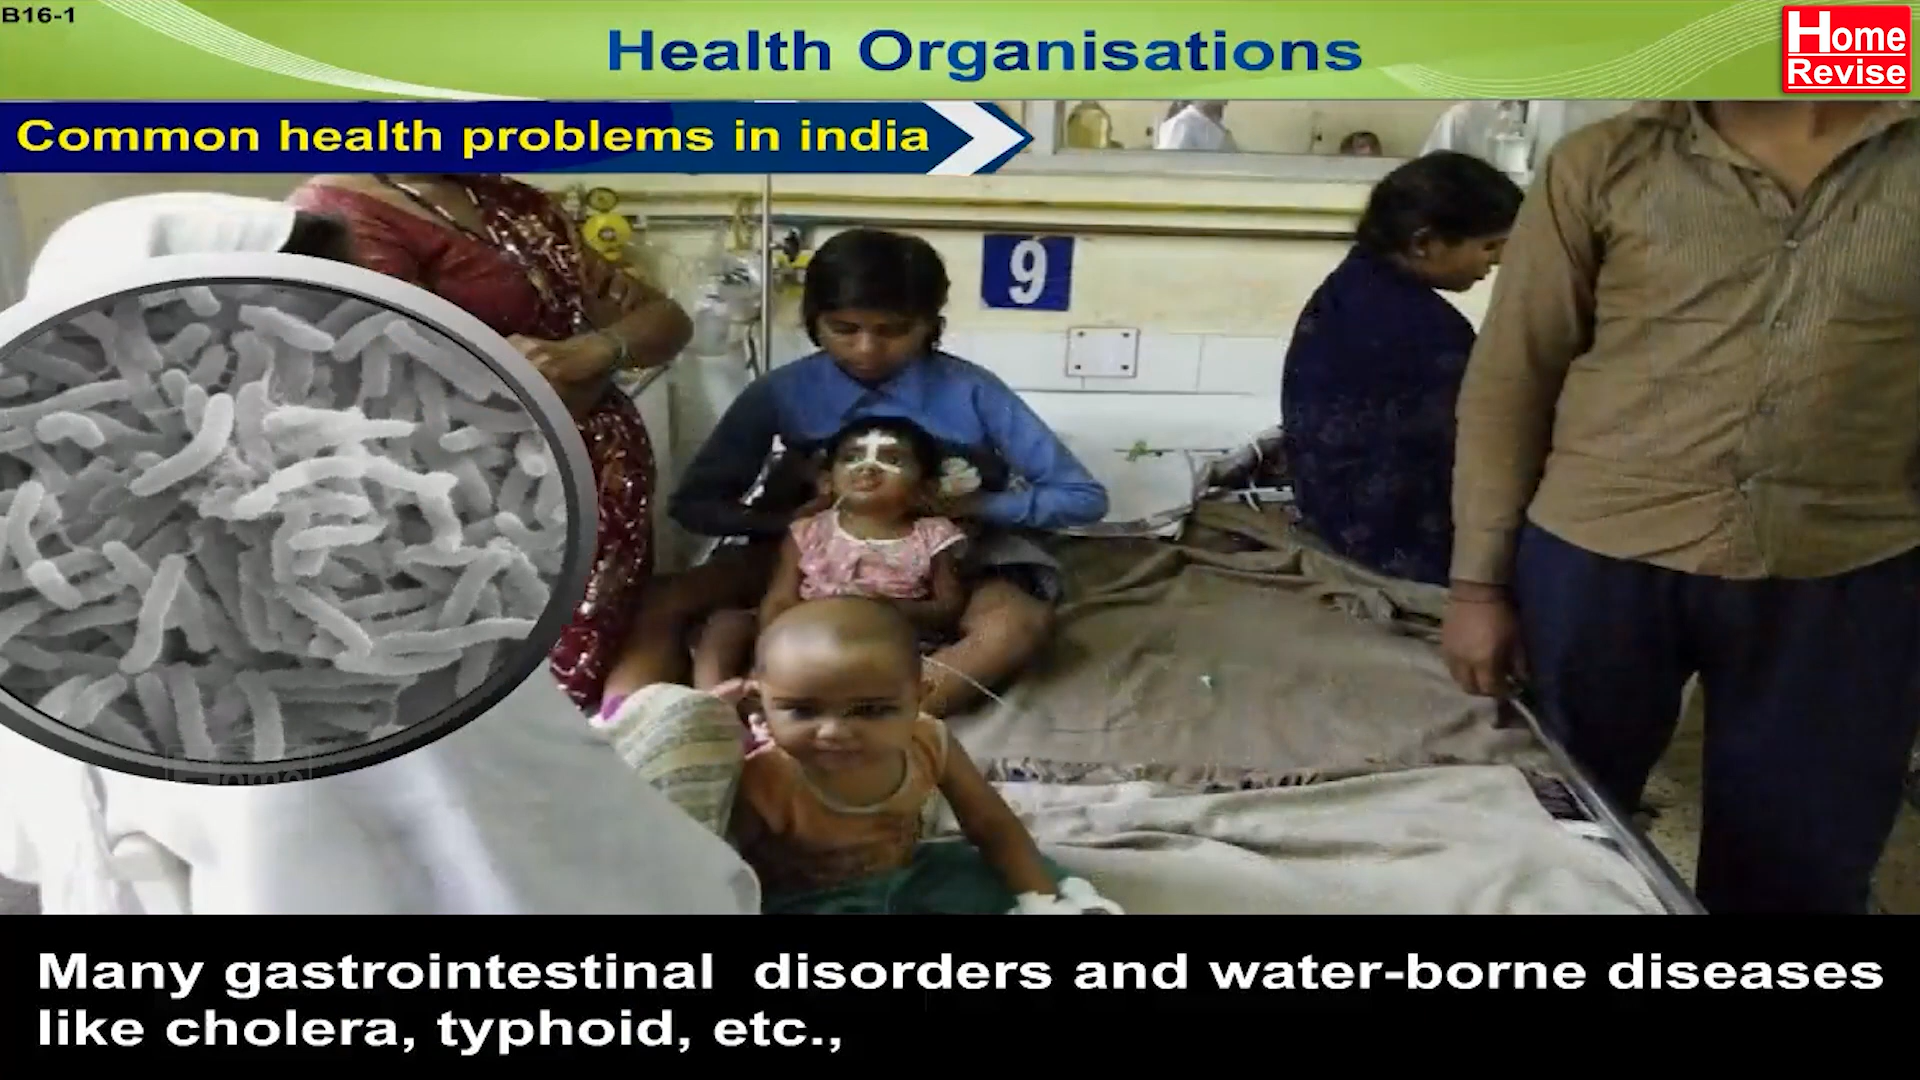 B16-1
Health Organisations
Home
Revise
Common health problems in india
9
Home
Many gastrointestinal  disorders and water-borne diseases
like cholera, typhoid, etc.,